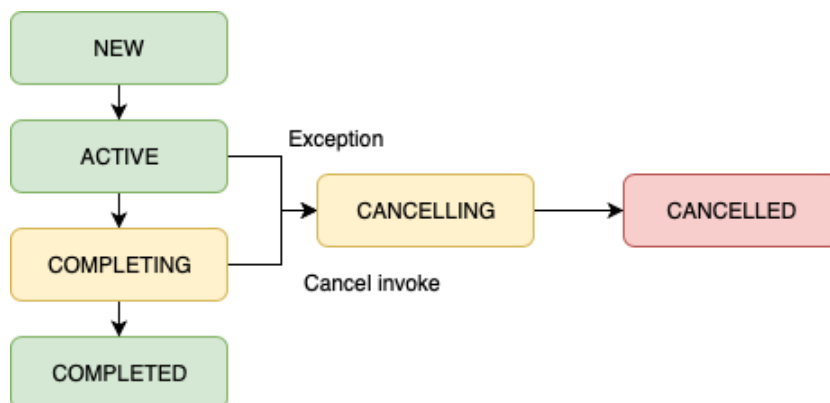 NEW
ACTIVE
Exception
CANCELLING
CANCELLED
COMPLETING
Cancel invoke
COMPLETED